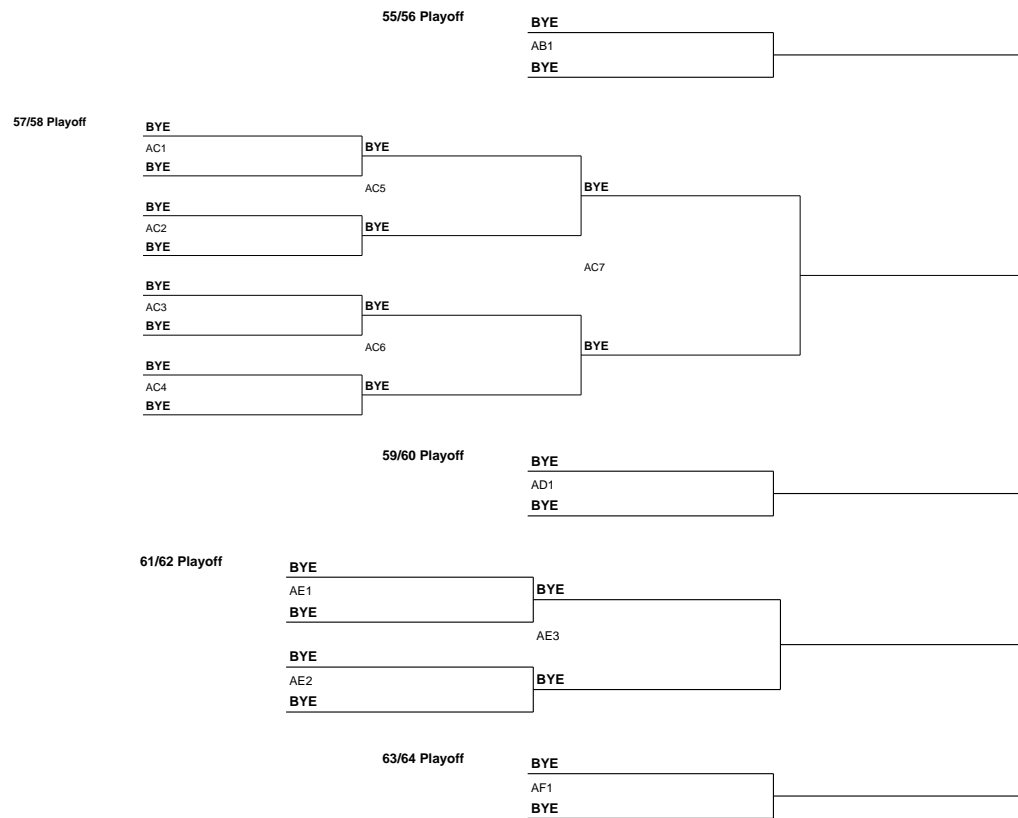 55/56 Playoff
BYE
AB1
BYE
57/58 Playoff
BYE
AC1
BYE
BYE
AC5
BYE
BYE
AC2
BYE
BYE
AC7
BYE
AC3
BYE
BYE
AC6
BYE
BYE
AC4
BYE
BYE
59/60 Playoff
BYE
AD1
BYE
61/62 Playoff
BYE
AE1
BYE
BYE
AE3
BYE
AE2
BYE
BYE
63/64 Playoff
BYE
AF1
BYE